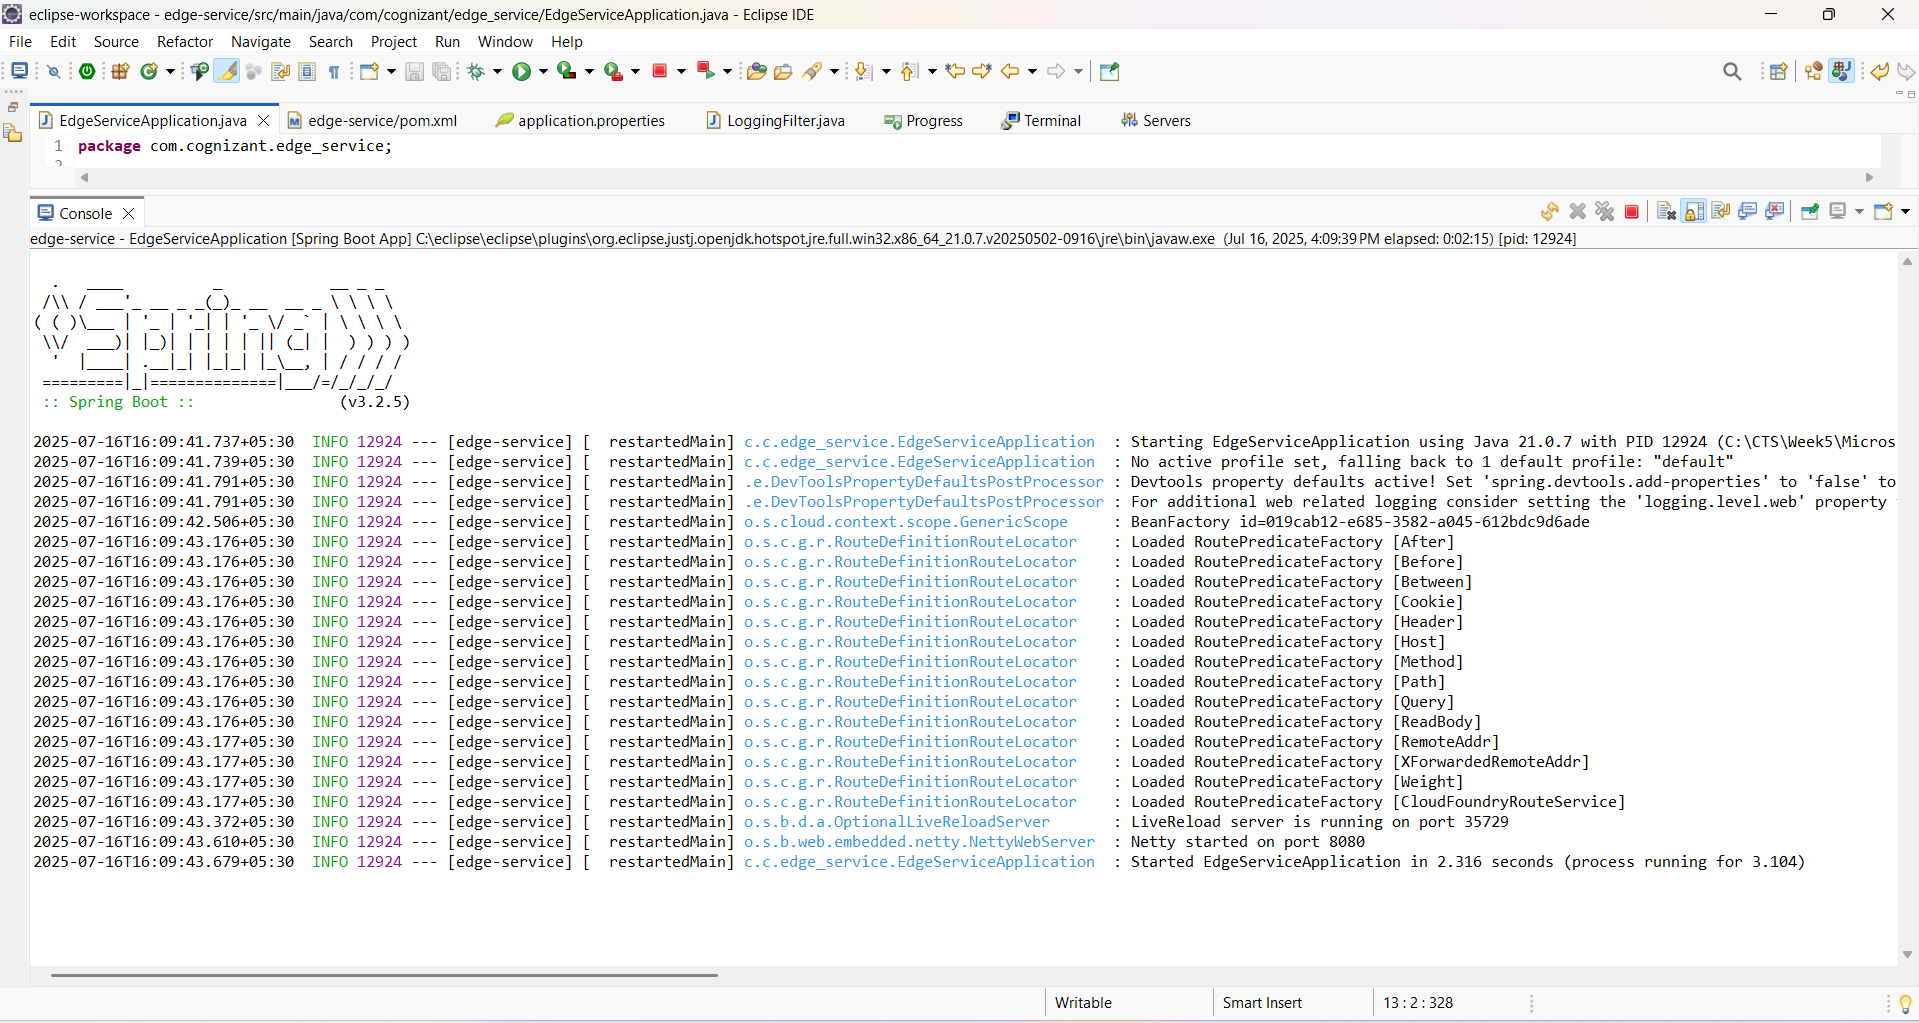 eclipse-workspace - edge-service/src/main/java/com/cognizant/edge_service/EdgeServiceApplication.java - Eclipse IDE
File Edit Source Refactor Navigate Search Project Run Window Help
EdgeServiceApplication.java edge-service/pom.xml application.properties LoggingFilter.java Progress Terminal Servers
1 package com.cognizant.edge_service;
2
Console
edge-service - EdgeServiceApplication [Spring Boot App] C:\eclipse\eclipse\plugins\org.eclipse.justj.openjdk.hotspot.jre.full.win32.x86_64_21.0.7.v20250502-0916\jre\bin\javaw.exe (Jul 16, 2025, 4:09:39 PM elapsed: 0:02:15) [pid: 12924]
  .   ____          _            __ _ _
 /\\ / ___'_ __ _ _(_)_ __  __ _ \ \ \ \
( ( )\___ | '_ | '_| | '_ \/ _` | \ \ \ \
 \\/  ___)| |_)| | | | | || (_| |  ) ) ) )
  '  |____| .__|_| |_|_| |_\__, | / / / /
 =========|_|==============|___/=/_/_/_/
:: Spring Boot :: (v3.2.5)
2025-07-16T16:09:41.737+05:30 INFO 12924 --- [edge-service] [ restartedMain] c.c.edge_service.EdgeServiceApplication : Starting EdgeServiceApplication using Java 21.0.7 with PID 12924 (C:\CTS\Week5\Micros
2025-07-16T16:09:41.739+05:30 INFO 12924 --- [edge-service] [ restartedMain] c.c.edge_service.EdgeServiceApplication : No active profile set, falling back to 1 default profile: "default"
2025-07-16T16:09:41.791+05:30 INFO 12924 --- [edge-service] [ restartedMain] .e.DevToolsPropertyDefaultsPostProcessor : Devtools property defaults active! Set 'spring.devtools.add-properties' to 'false' to
2025-07-16T16:09:41.791+05:30 INFO 12924 --- [edge-service] [ restartedMain] .e.DevToolsPropertyDefaultsPostProcessor : For additional web related logging consider setting the 'logging.level.web' property
2025-07-16T16:09:42.506+05:30 INFO 12924 --- [edge-service] [ restartedMain] o.s.cloud.context.scope.GenericScope : BeanFactory id=019cab12-e685-3582-a045-612bdc9d6ade
2025-07-16T16:09:43.176+05:30 INFO 12924 --- [edge-service] [ restartedMain] o.s.c.g.r.RouteDefinitionRouteLocator : Loaded RoutePredicateFactory [After]
2025-07-16T16:09:43.176+05:30 INFO 12924 --- [edge-service] [ restartedMain] o.s.c.g.r.RouteDefinitionRouteLocator : Loaded RoutePredicateFactory [Before]
2025-07-16T16:09:43.176+05:30 INFO 12924 --- [edge-service] [ restartedMain] o.s.c.g.r.RouteDefinitionRouteLocator : Loaded RoutePredicateFactory [Between]
2025-07-16T16:09:43.176+05:30 INFO 12924 --- [edge-service] [ restartedMain] o.s.c.g.r.RouteDefinitionRouteLocator : Loaded RoutePredicateFactory [Cookie]
2025-07-16T16:09:43.176+05:30 INFO 12924 --- [edge-service] [ restartedMain] o.s.c.g.r.RouteDefinitionRouteLocator : Loaded RoutePredicateFactory [Header]
2025-07-16T16:09:43.176+05:30 INFO 12924 --- [edge-service] [ restartedMain] o.s.c.g.r.RouteDefinitionRouteLocator : Loaded RoutePredicateFactory [Host]
2025-07-16T16:09:43.176+05:30 INFO 12924 --- [edge-service] [ restartedMain] o.s.c.g.r.RouteDefinitionRouteLocator : Loaded RoutePredicateFactory [Method]
2025-07-16T16:09:43.176+05:30 INFO 12924 --- [edge-service] [ restartedMain] o.s.c.g.r.RouteDefinitionRouteLocator : Loaded RoutePredicateFactory [Path]
2025-07-16T16:09:43.176+05:30 INFO 12924 --- [edge-service] [ restartedMain] o.s.c.g.r.RouteDefinitionRouteLocator : Loaded RoutePredicateFactory [Query]
2025-07-16T16:09:43.176+05:30 INFO 12924 --- [edge-service] [ restartedMain] o.s.c.g.r.RouteDefinitionRouteLocator : Loaded RoutePredicateFactory [ReadBody]
2025-07-16T16:09:43.177+05:30 INFO 12924 --- [edge-service] [ restartedMain] o.s.c.g.r.RouteDefinitionRouteLocator : Loaded RoutePredicateFactory [RemoteAddr]
2025-07-16T16:09:43.177+05:30 INFO 12924 --- [edge-service] [ restartedMain] o.s.c.g.r.RouteDefinitionRouteLocator : Loaded RoutePredicateFactory [XForwardedRemoteAddr]
2025-07-16T16:09:43.177+05:30 INFO 12924 --- [edge-service] [ restartedMain] o.s.c.g.r.RouteDefinitionRouteLocator : Loaded RoutePredicateFactory [Weight]
2025-07-16T16:09:43.177+05:30 INFO 12924 --- [edge-service] [ restartedMain] o.s.c.g.r.RouteDefinitionRouteLocator : Loaded RoutePredicateFactory [CloudFoundryRouteService]
2025-07-16T16:09:43.372+05:30 INFO 12924 --- [edge-service] [ restartedMain] o.s.b.d.a.OptionalLiveReloadServer : LiveReload server is running on port 35729
2025-07-16T16:09:43.610+05:30 INFO 12924 --- [edge-service] [ restartedMain] o.s.b.web.embedded.netty.NettyWebServer : Netty started on port 8080
2025-07-16T16:09:43.679+05:30 INFO 12924 --- [edge-service] [ restartedMain] c.c.edge_service.EdgeServiceApplication : Started EdgeServiceApplication in 2.316 seconds (process running for 3.104)
Writable Smart Insert 13 : 2 : 328